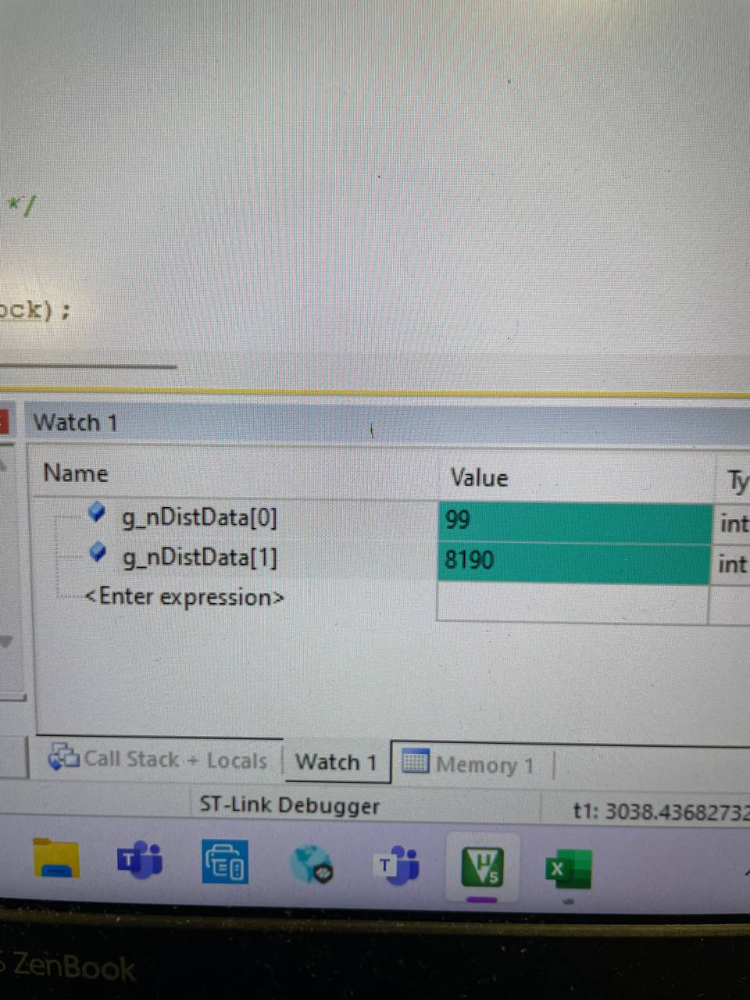 */
ock);
Watch 1
Name Value Ty
g_nDistData[0] 99 int
g_nDistData[1] 8190 int
<Enter expression>
Call Stack + Locals Watch 1 Memory 1
ST-Link Debugger t1: 3038.43682732
T T μ5 X
ZenBook